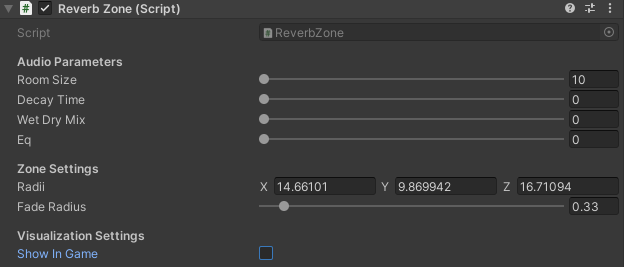 Reverb Zone (Script)
Script ReverbZone
Audio Parameters
Room Size 10
Decay Time 0
Wet Dry Mix 0
Eq 0
Zone Settings
Radii X 14.66101 Y 9.869942 Z 16.71094
Fade Radius 0.33
Visualization Settings
Show In Game